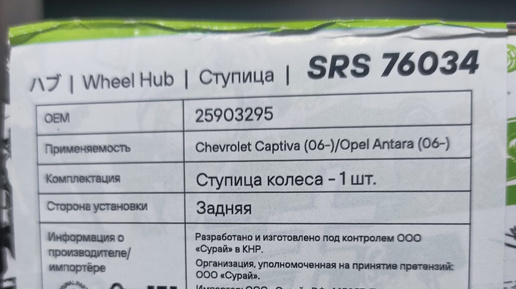 ハブ | Wheel Hub | Ступица | SRS 76034
OEM 25903295
Применяемость Chevrolet Captiva (06-)/Opel Antara (06-)
Комплектация Ступица колеса - 1 шт.
Сторона установки Задняя
Информация о производителе/ импортёре
Разработано и изготовлено под контролем ООО
«Сурай» в КНР.
Организация, уполномоченная на принятие претензий:
ООО «Сурай».